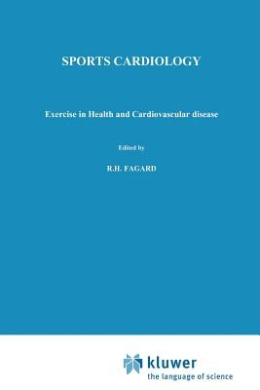 SPORTS CARDIOLOGY
Exercise in Health and Cardiovascular disease
Edited by
R.H. FAGARD
kluwer
the language of science